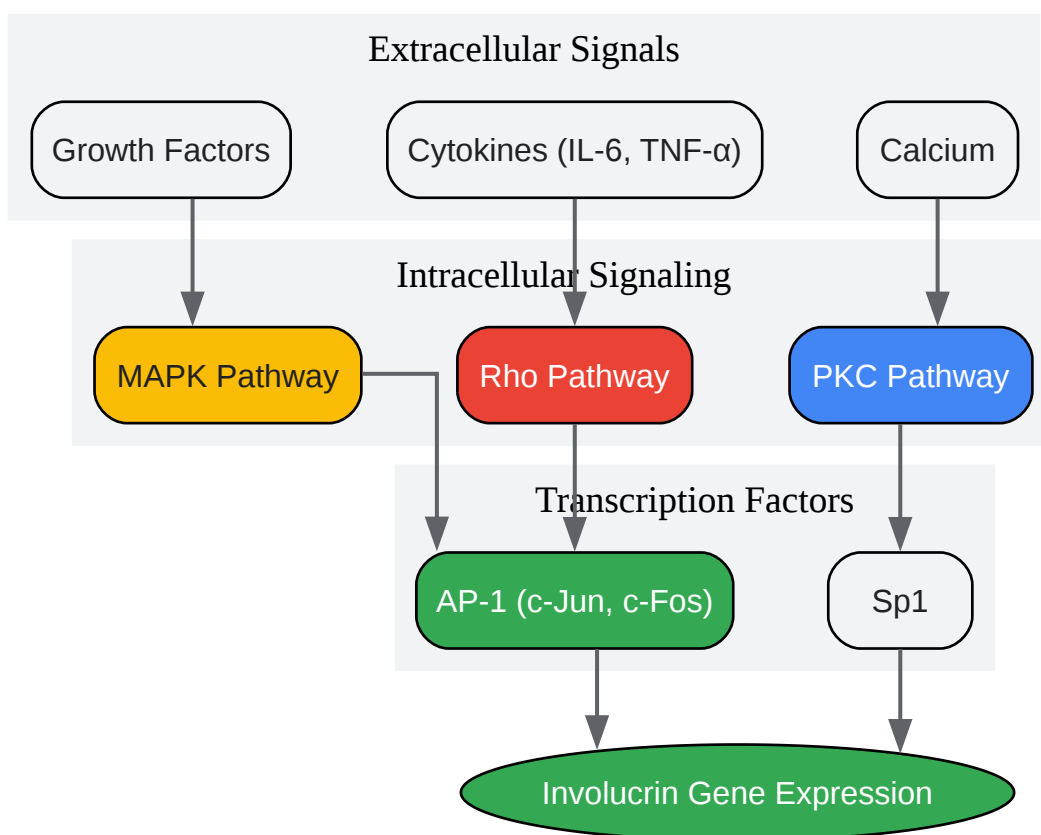 Extracellular Signals
Growth Factors
Cytokines (IL-6, TNF-α)
Calcium
Intracellular Signaling
MAPK Pathway
Rho Pathway
PKC Pathway
Transcription Factors
AP-1 (c-Jun, c-Fos)
Sp1
Involucrin Gene Expression